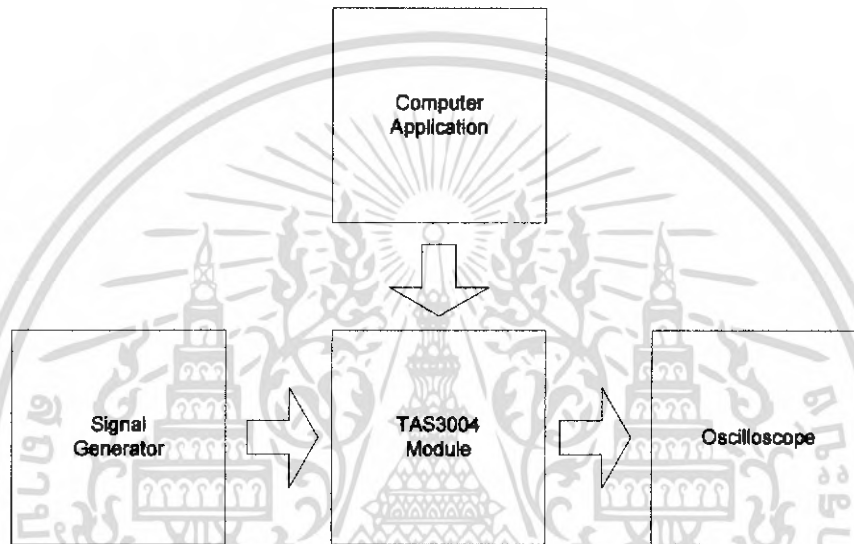 Computer
Application
Signal
Generator
TAS3004
Module
Oscilloscope